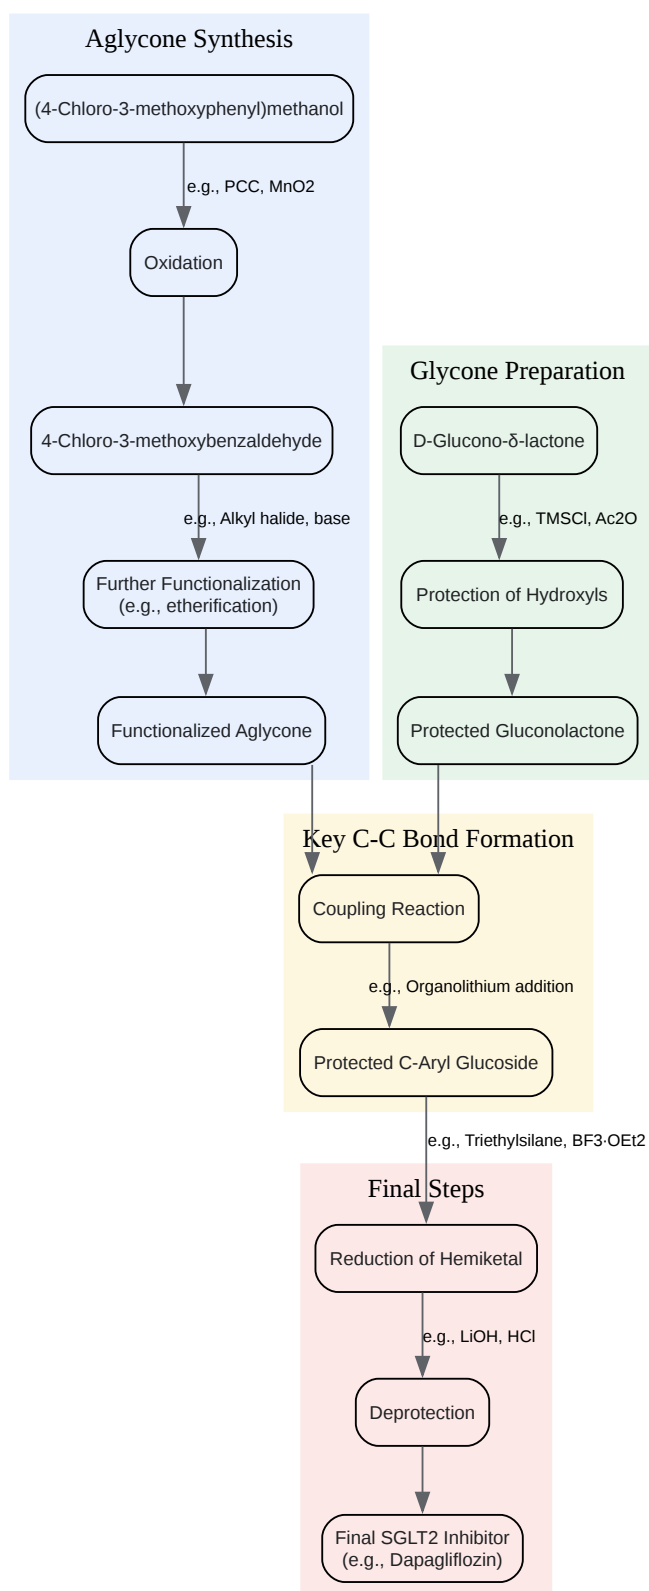 Aglycone Synthesis
(4-Chloro-3-methoxyphenyl)methanol
e.g., PCC, MnO2
Oxidation
4-Chloro-3-methoxybenzaldehyde
e.g., Alkyl halide, base
Further Functionalization
(e.g., etherification)
Functionalized Aglycone
Glycone Preparation
D-Glucono-δ-lactone
e.g., TMSCl, Ac2O
Protection of Hydroxyls
Protected Gluconolactone
Key C-C Bond Formation
Coupling Reaction
e.g., Organolithium addition
Protected C-Aryl Glucoside
e.g., Triethylsilane, BF3·OEt2
Final Steps
Reduction of Hemiketal
e.g., LiOH, HCl
Deprotection
Final SGLT2 Inhibitor
(e.g., Dapagliflozin)